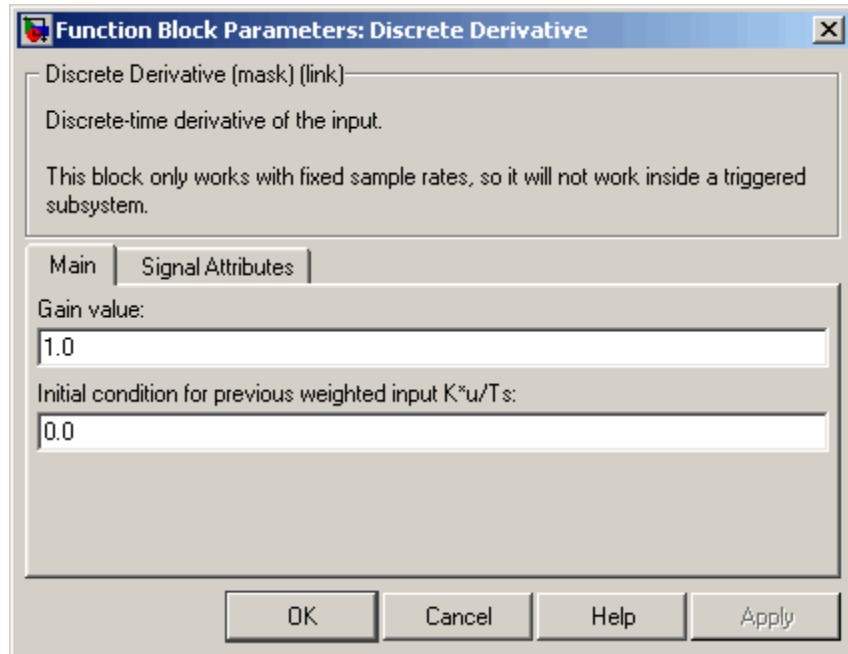 Function Block Parameters: Discrete Derivative
Discrete Derivative (mask) (link)
Discrete-time derivative of the input.
This block only works with fixed sample rates, so it will not work inside a triggered
subsystem.
Main Signal Attributes
Gain value:
1.0
Initial condition for previous weighted input K*u/Ts:
0.0
OK Cancel Help Apply